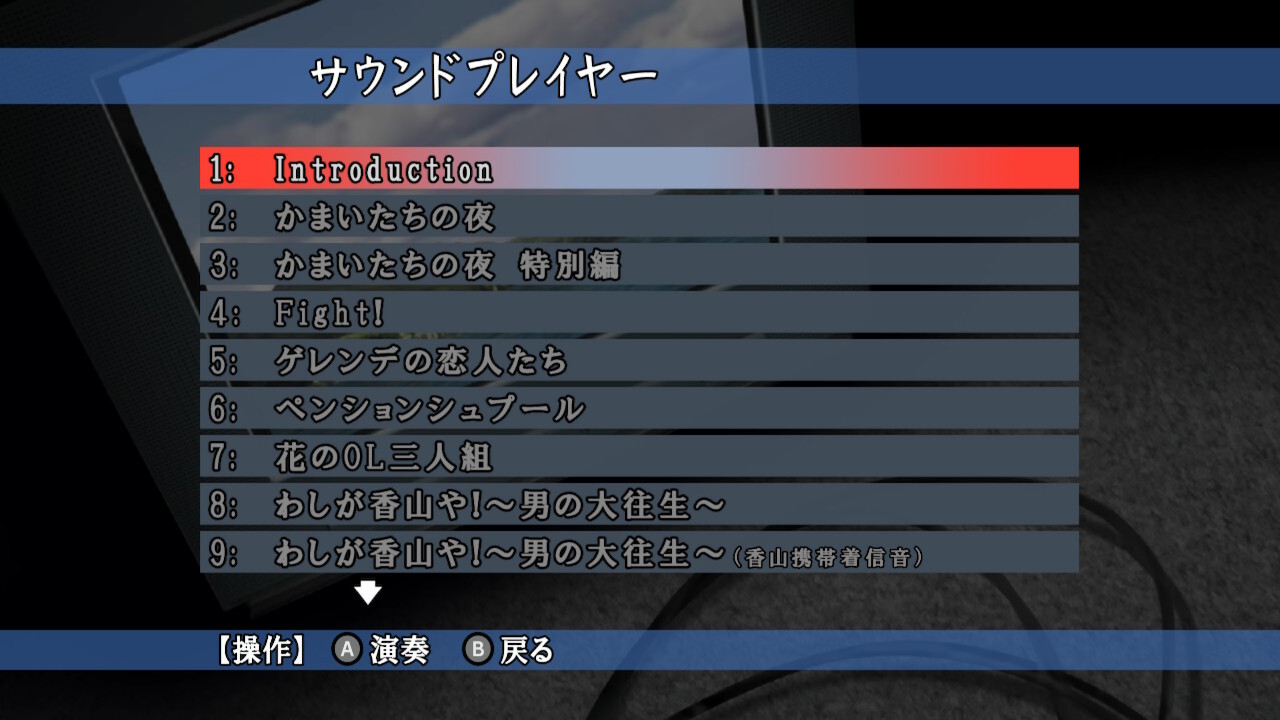 サウンドプレイヤー
1: Introduction
2: かまいたちの夜
3: かまいたちの夜 特別編
4: Fight!
5: ゲレンデの恋人たち
6: ペンションシュプール
7: 花のOL三人組
8: わしが香山や!～男の大往生～
9: わしが香山や!～男の大往生～(香山携帯着信音)
【操作】 A 演奏 B 戻る